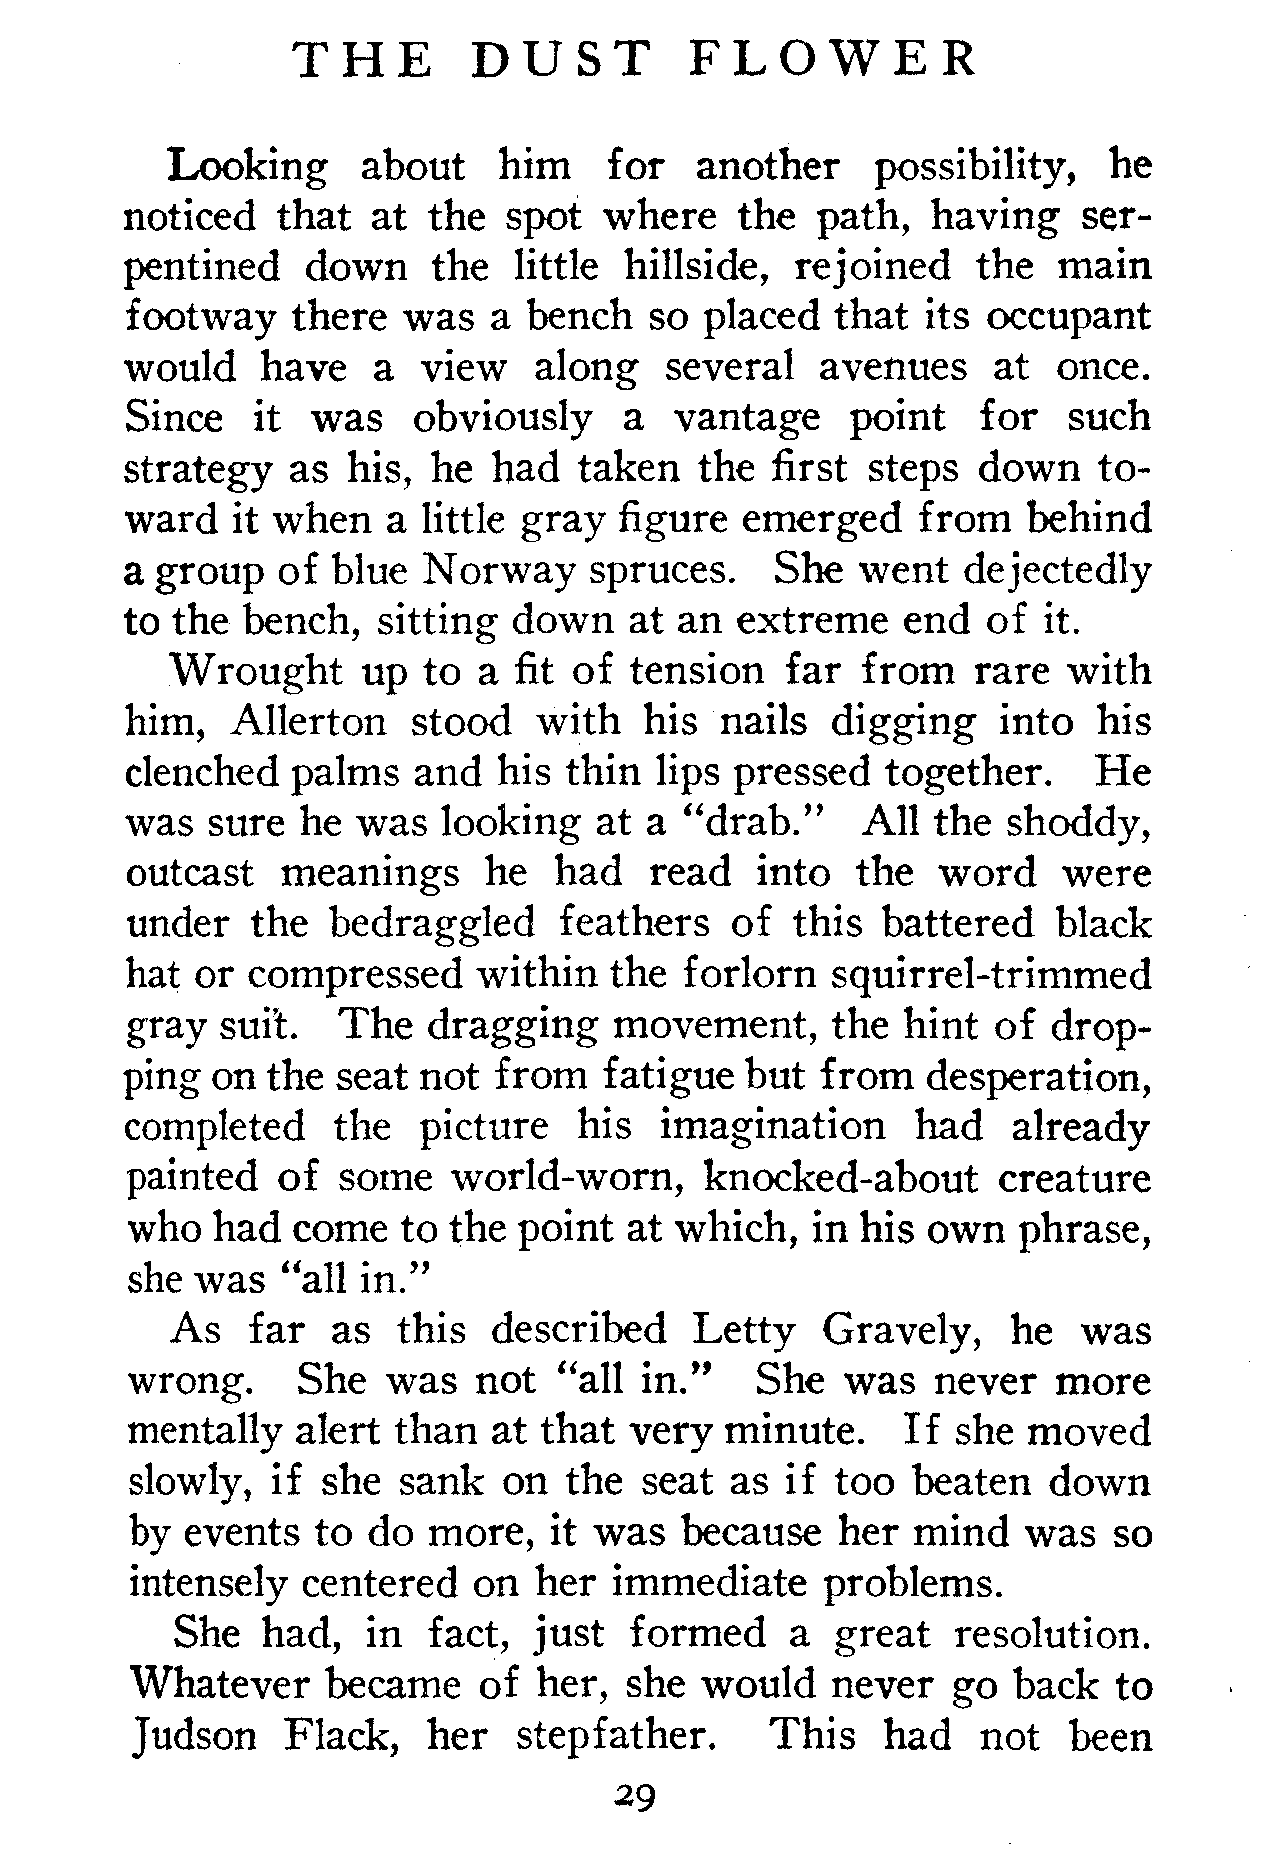 THE DUST FLOWER
Looking about him for another possibility, he
noticed that at the spot where the path, having ser-
pentined down the little hillside, rejoined the main
footway there was a bench so placed that its occupant
would have a view along several avenues at once.
Since it was obviously a vantage point for such
strategy as his, he had taken the first steps down to-
ward it when a little gray figure emerged from behind
a group of blue Norway spruces. She went dejectedly
to the bench, sitting down at an extreme end of it.
Wrought up to a fit of tension far from rare with
him, Allerton stood with his nails digging into his
clenched palms and his thin lips pressed together. He
was sure he was looking at a “drab.” All the shoddy,
outcast meanings he had read into the word were
under the bedraggled feathers of this battered black
hat or compressed within the forlorn squirrel-trimmed
gray suit. The dragging movement, the hint of drop-
ping on the seat not from fatigue but from desperation,
completed the picture his imagination had already
painted of some world-worn, knocked-about creature
who had come to the point at which, in his own phrase,
she was “all in.”
As far as this described Letty Gravely, he was
wrong. She was not “all in.” She was never more
mentally alert than at that very minute. If she moved
slowly, if she sank on the seat as if too beaten down
by events to do more, it was because her mind was so
intensely centered on her immediate problems.
She had, in fact, just formed a great resolution.
Whatever became of her, she would never go back to
Judson Flack, her stepfather. This had not been
29